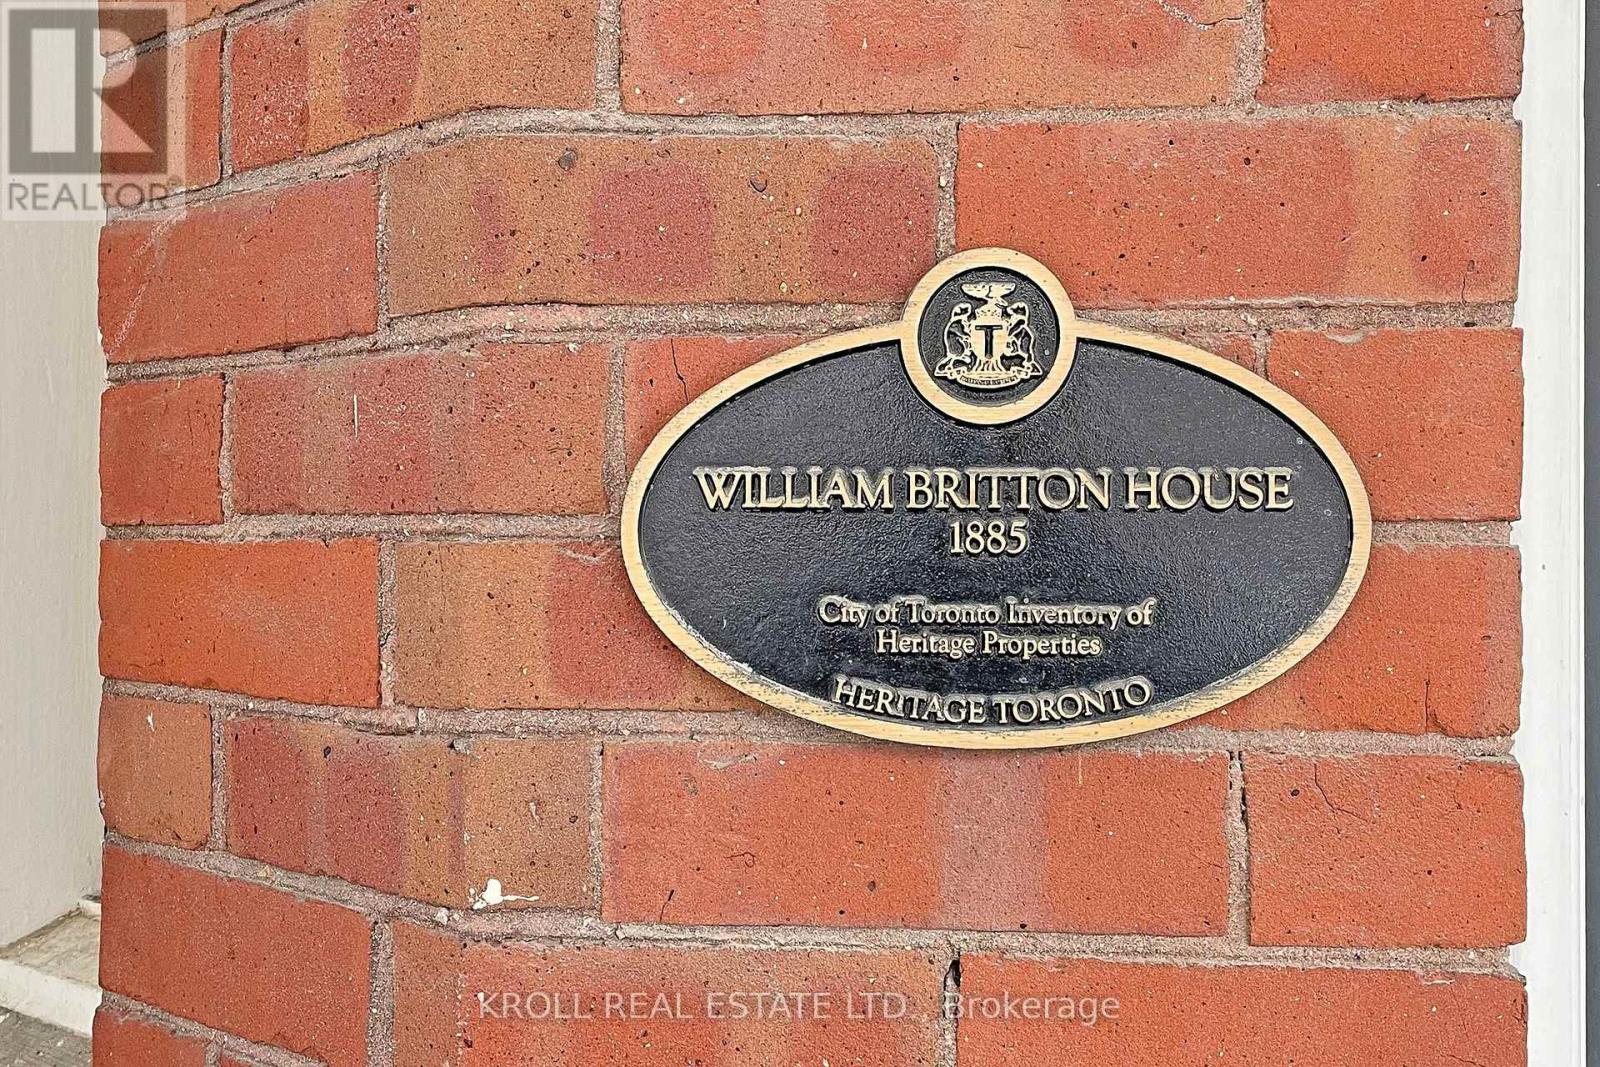 REALTOR®
WILLIAM BRITTON HOUSE
1885
City of Toronto Inventory of
Heritage Properties
HERITAGE TORONTO
KROLL REAL ESTATE LTD., Brokerage